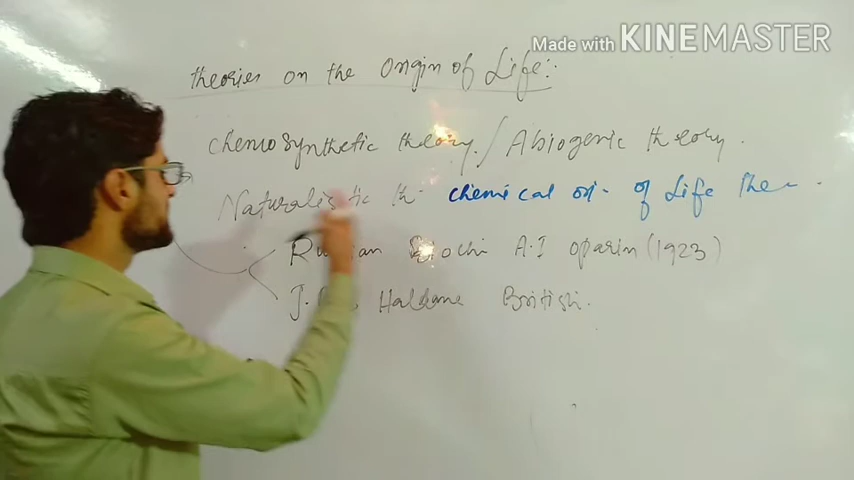 Made with KINEMASTER
theories on the Origin of Life:-
chemosynthetic theory./Abiogenic theory.
Naturalistic th- chemical ori- of Life
Russian Biochi A.I oparin (1923)
J. Haldane British.